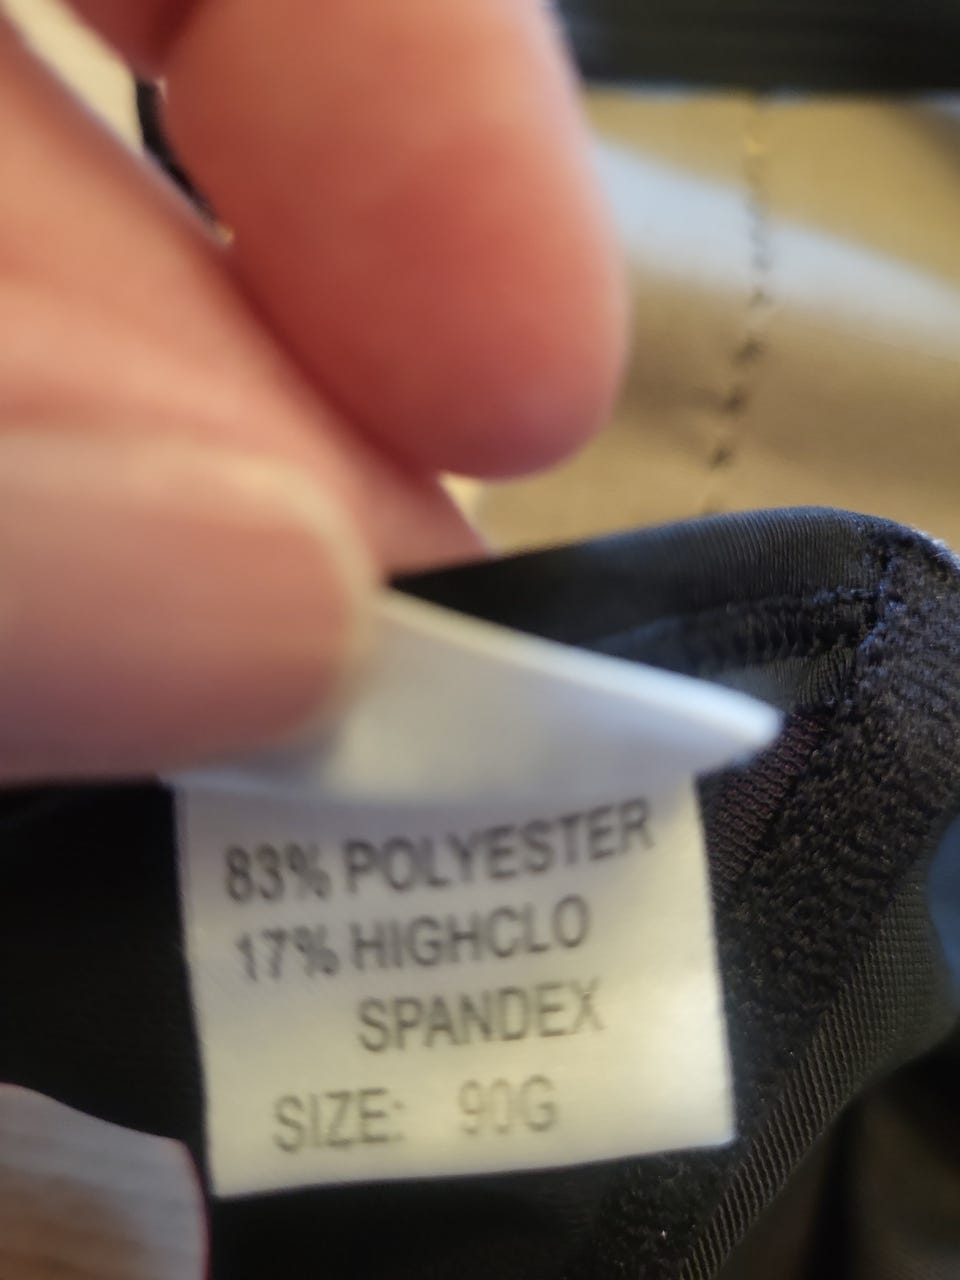 83% POLYESTER
17% HIGHCLO
SPANDEX
SIZE: 90G